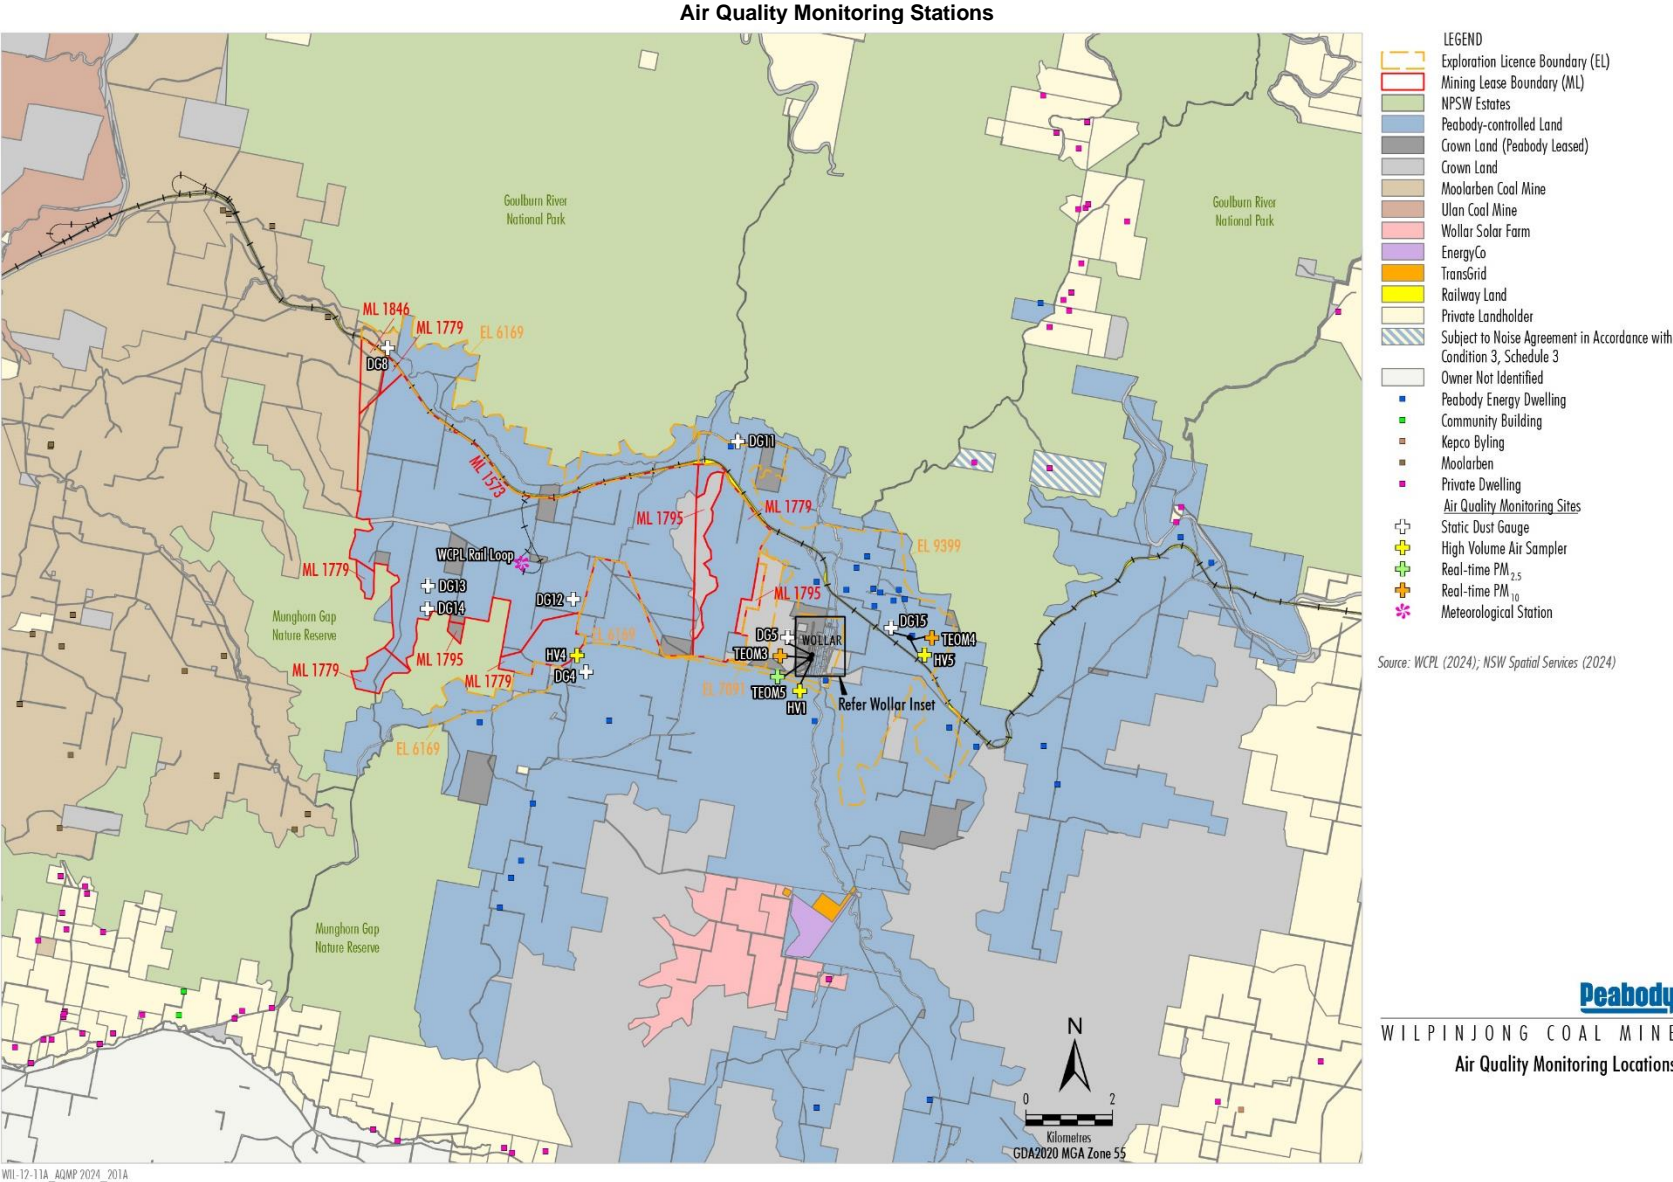 Air Quality Monitoring Stations
Goulburn River
National Park
Goulburn River
National Park
ML 1846
ML 1779
EL 6169
DG8
ML 1573
DG11
ML 1795
ML 1779
EL 9399
WCPL Rail Loop
ML 1779
DG13
DG14
DG12
ML 1795
Munghorn Gap
Nature Reserve
EL 6169
DG5
WOLLAR
DG15
TEOM4
HV4
TEOM3
HV5
ML 1779
ML 1795
ML 1779
DG4
EL 7091
TEOM5
HV1
Refer Wollar Inset
EL 6169
Munghorn Gap
Nature Reserve
N
0 2
Kilometres
GDA2020 MGA Zone 55
WIL-12-11A_AQMP 2024_201A
LEGEND
Exploration Licence Boundary (EL)
Mining Lease Boundary (ML)
NPSW Estates
Peabody-controlled Land
Crown Land (Peabody Leased)
Crown Land
Moolarben Coal Mine
Ulan Coal Mine
Wollar Solar Farm
EnergyCo
TransGrid
Railway Land
Private Landholder
Subject to Noise Agreement in Accordance with
Condition 3, Schedule 3
Owner Not Identified
Peabody Energy Dwelling
Community Building
Kepco Byling
Moolarben
Private Dwelling
Air Quality Monitoring Sites
Static Dust Gauge
High Volume Air Sampler
Real-time PM2.5
Real-time PM10
Meteorological Station
Source: WCPL (2024); NSW Spatial Services (2024)
Peabody
WILPINJONG COAL MINE
Air Quality Monitoring Locations